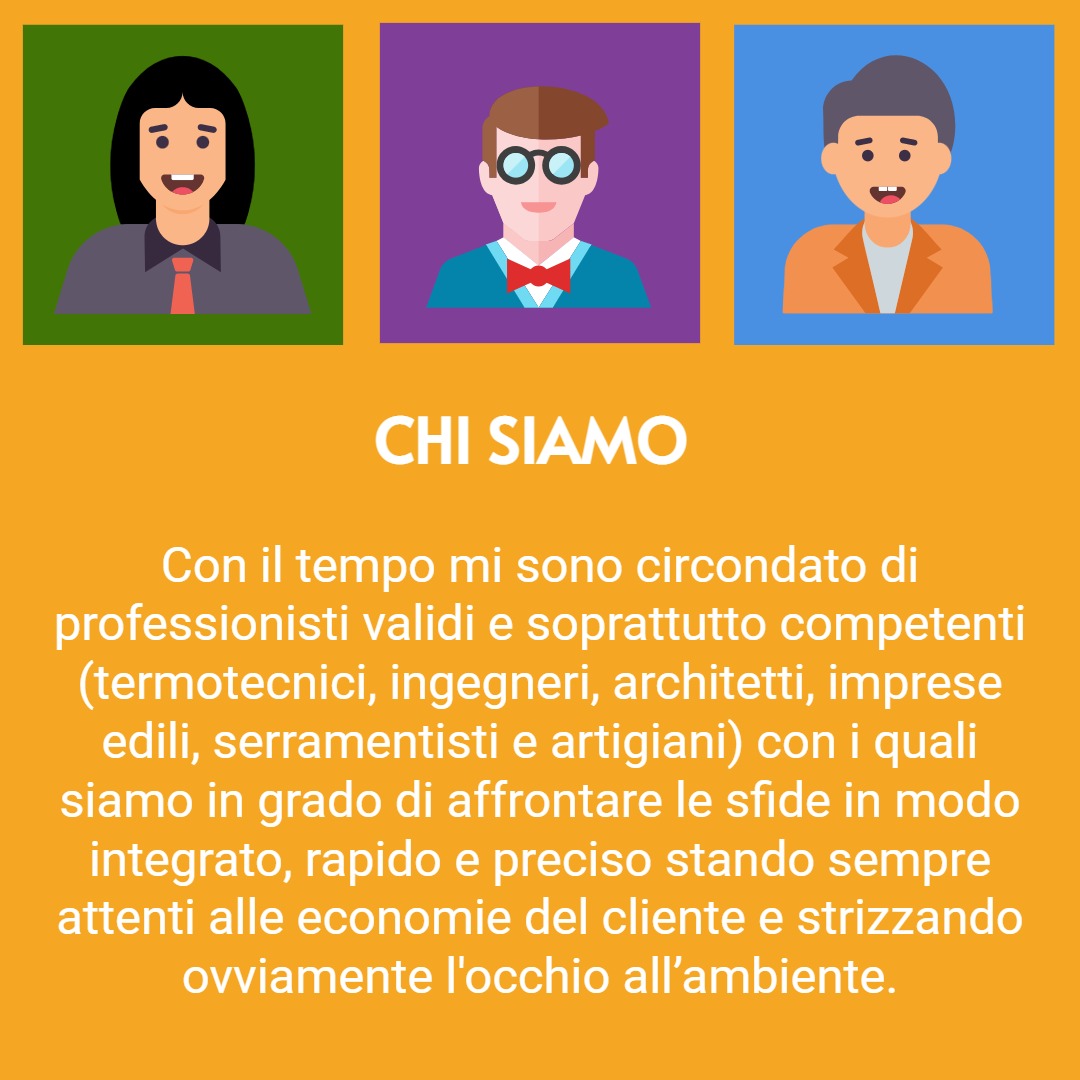 CHI SIAMO
Con il tempo mi sono circondato di
professionisti validi e soprattutto competenti
(termotecnici, ingegneri, architetti, imprese
edili, serramentisti e artigiani) con i quali
siamo in grado di affrontare le sfide in modo
integrato, rapido e preciso stando sempre
attenti alle economie del cliente e strizzando
ovviamente l'occhio all’ambiente.